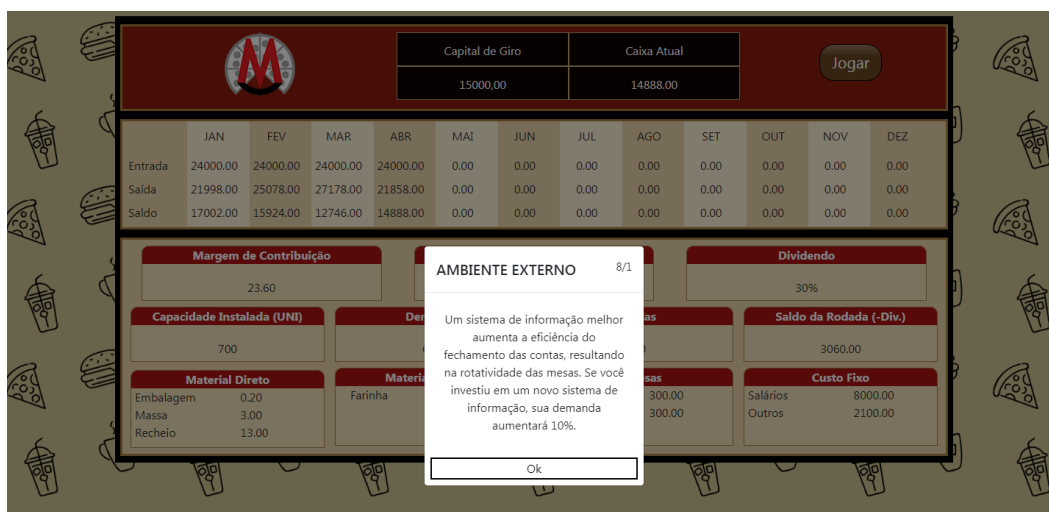 M
Capital de Giro Caixa Atual
15000,00 14888.00
Jogar
JAN FEV MAR ABR MAI JUN JUL AGO SET OUT NOV DEZ
Entrada 24000.00 24000.00 24000.00 24000.00 0.00 0.00 0.00 0.00 0.00 0.00 0.00 0.00
Saída 21998.00 25078.00 27178.00 21858.00 0.00 0.00 0.00 0.00 0.00 0.00 0.00 0.00
Saldo 17002.00 15924.00 12746.00 14888.00 0.00 0.00 0.00 0.00 0.00 0.00 0.00 0.00
Margem de Contribuição Dividendo
23.60 30%
Capacidade Instalada (UNI) Saldo da Rodada (-Div.)
700 3060.00
Material Direto Custo Fixo
Embalagem 0.20 Farinha 300.00 Salários 8000.00
Massa 3.00 300.00 Outros 2100.00
Recheio 13.00
AMBIENTE EXTERNO 8/1
Um sistema de informação melhor
aumenta a eficiência do
fechamento das contas, resultando
na rotatividade das mesas. Se você
investiu em um novo sistema de
informação, sua demanda
aumentará 10%.
Ok